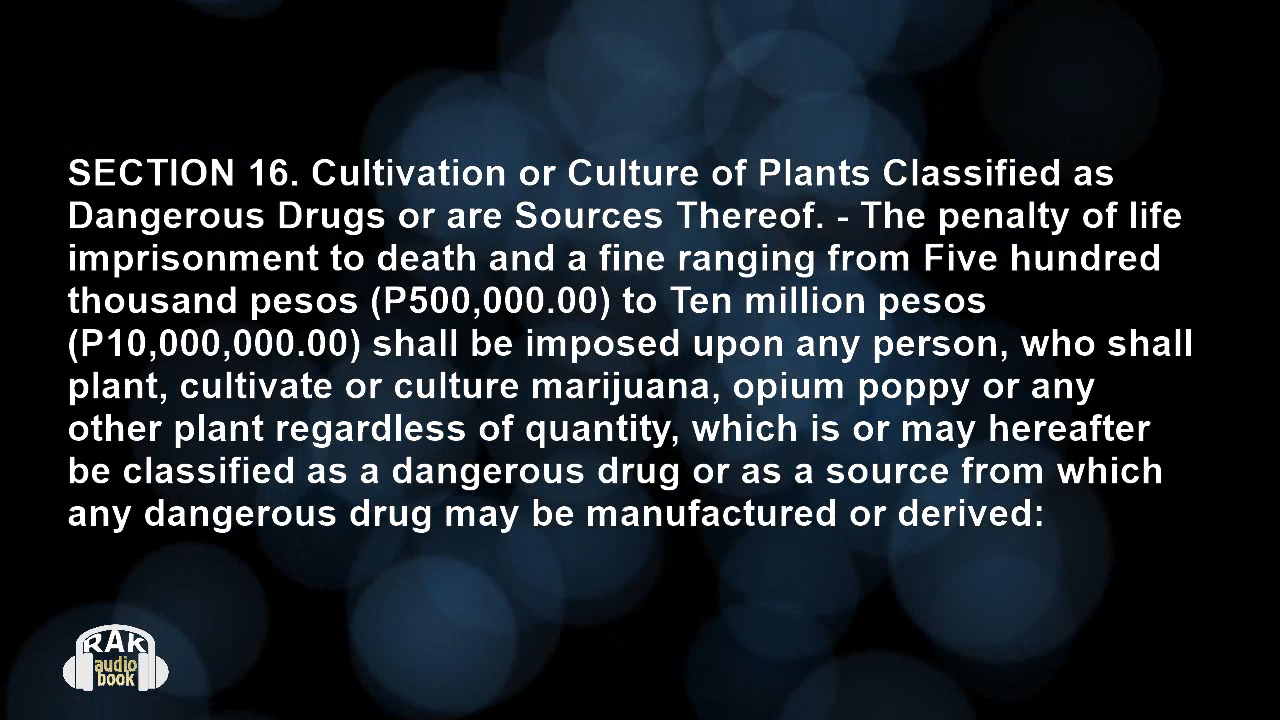 SECTION 16. Cultivation or Culture of Plants Classified as
Dangerous Drugs or are Sources Thereof. - The penalty of life
imprisonment to death and a fine ranging from Five hundred
thousand pesos (P500,000.00) to Ten million pesos
(P10,000,000.00) shall be imposed upon any person, who shall
plant, cultivate or culture marijuana, opium poppy or any
other plant regardless of quantity, which is or may hereafter
be classified as a dangerous drug or as a source from which
any dangerous drug may be manufactured or derived:
RAK
audio
book